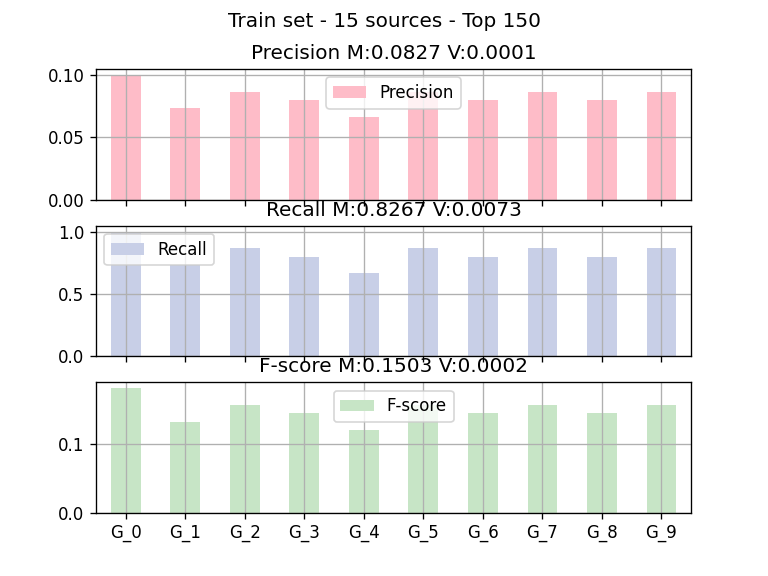 Train set - 15 sources - Top 150
Precision M:0.0827 V:0.0001
0.10
Precision
0.05
0.00
Recall M:0.8267 V:0.0073
1.0
Recall
0.5
0.0
F-score M:0.1503 V:0.0002
F-score
0.1
0.0
G_0 G_1 G_2 G_3 G_4 G_5 G_6 G_7 G_8 G_9